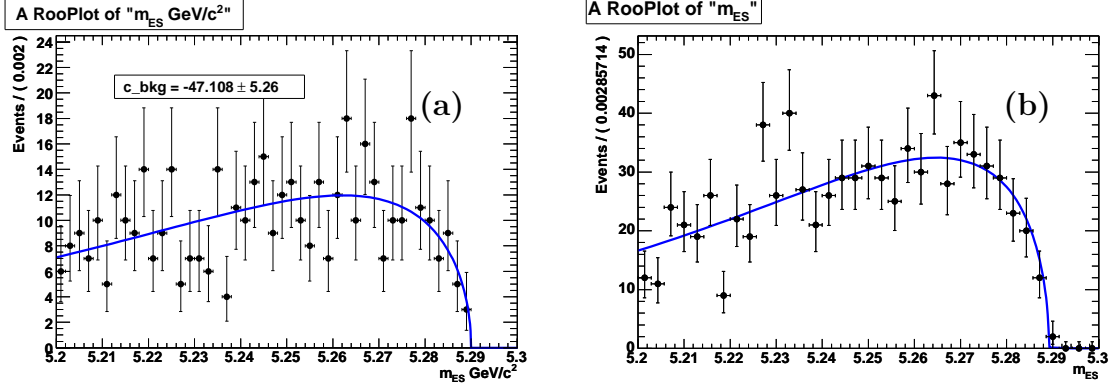 A RooPlot of "m_ES GeV/c²"
Events / ( 0.002 )
24
22
20
18
16
14
12
10
8
6
4
2
0
c_bkg = -47.108 ± 5.26
(a)
5.2 5.21 5.22 5.23 5.24 5.25 5.26 5.27 5.28 5.29 5.3
m_ES GeV/c²
A RooPlot of "m_ES"
Events / ( 0.00285714 )
50
40
30
20
10
0
(b)
5.2 5.21 5.22 5.23 5.24 5.25 5.26 5.27 5.28 5.29 5.3
m_ES